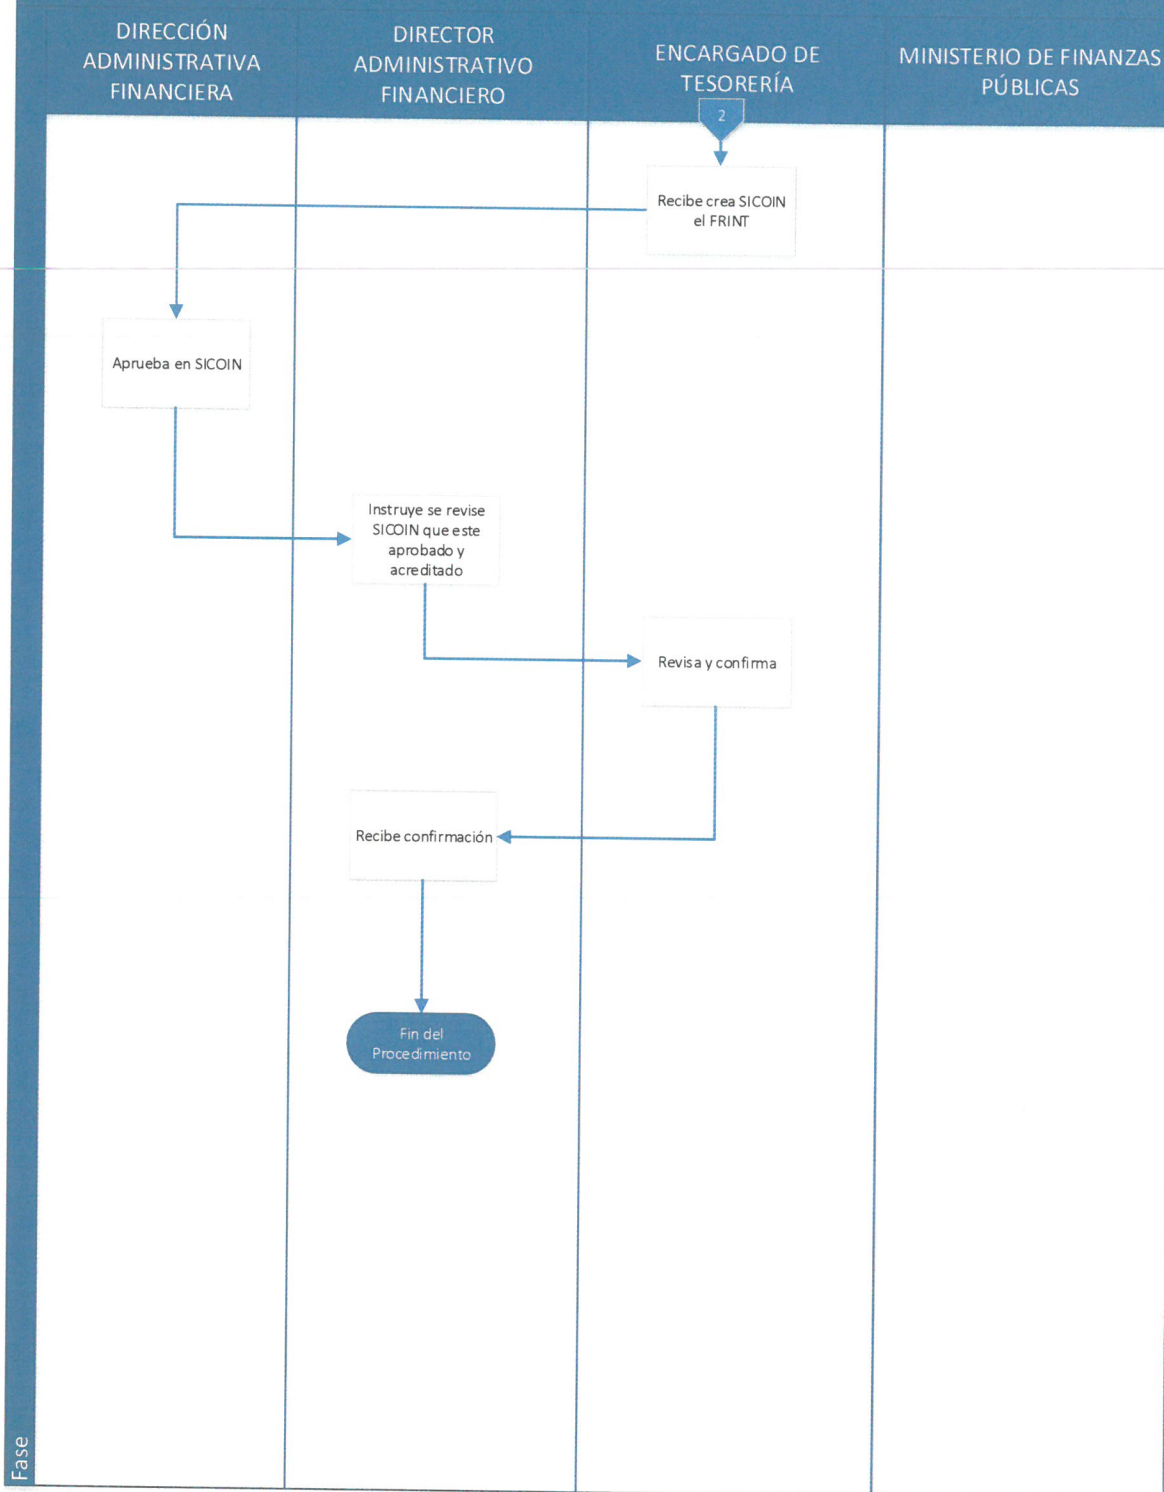 DIRECCIÓN
ADMINISTRATIVA
FINANCIERA
DIRECTOR
ADMINISTRATIVO
FINANCIERO
ENCARGADO DE
TESORERÍA
MINISTERIO DE FINANZAS
PÚBLICAS
2
Recibe crea SICOIN
el FRINT
Aprueba en SICOIN
Instruye se revise
SICOIN que este
aprobado y
acreditado
Revisa y confirma
Recibe confirmación
Fin del
Procedimiento
Fase